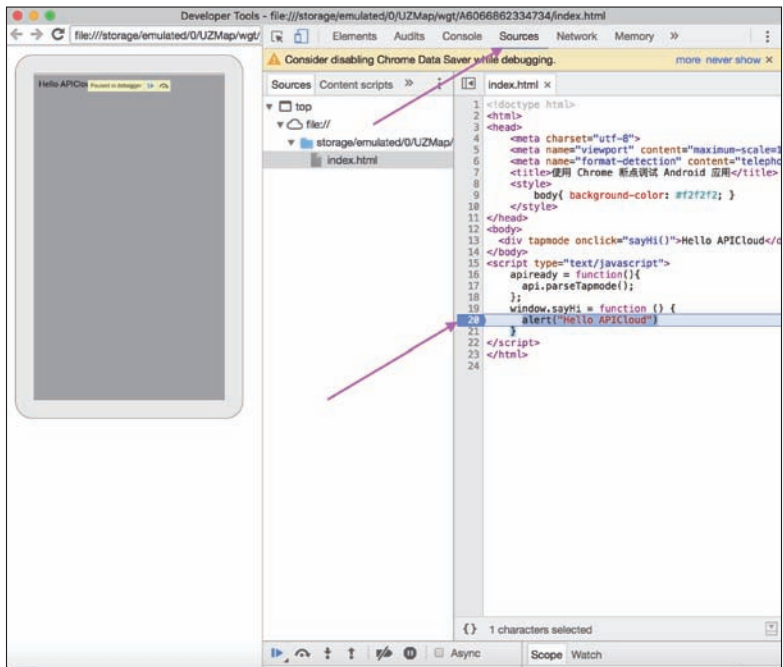 Developer Tools - file:///storage/emulated/0/UZMap/wgt/A6066862334734/index.html
file:///storage/emulated/0/UZMap/wgt/
Elements Audits Console Sources Network Memory »
Consider disabling Chrome Data Saver while debugging. more never show ×
Sources Content scripts »
index.html ×
top
file://
storage/emulated/0/UZMap/
index.html
Hello APIClou
Paused in debugger
1 <!doctype html>
2 <html>
3 <head>
4 <meta charset="utf-8">
5 <meta name="viewport" content="maximum-scale=1
6 <meta name="format-detection" content="telepho
7 <title>使用 Chrome 断点调试 Android 应用</title>
8 <style>
9 body{ background-color: #f2f2f2; }
10 </style>
11 </head>
12 <body>
13 <div tapmode onclick="sayHi()">Hello APICloud</d
14 </body>
15 <script type="text/javascript">
16 apiready = function(){
17 api.parseTapmode();
18 };
19 window.sayHi = function () {
20 alert("Hello APICloud")
21 }
22 </script>
23 </html>
24
{} 1 characters selected
Async
Scope Watch